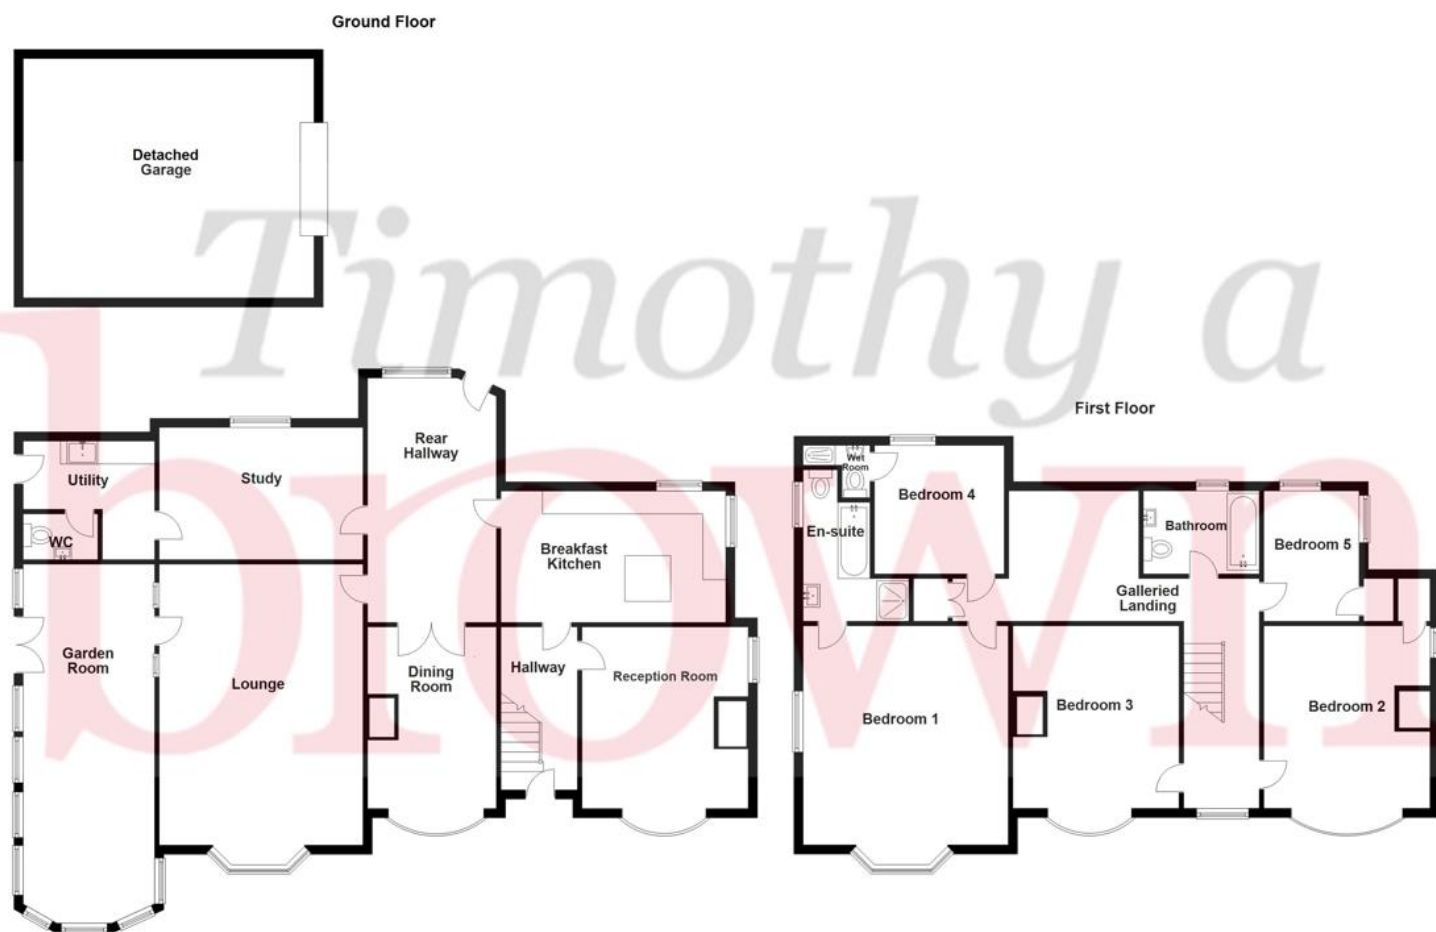 Ground Floor
Detached
Garage
Timothy a
brown
First Floor
Rear
Hallway
Utility
Study
WC
Breakfast
Kitchen
Garden
Room
Lounge
Dining
Room
Hallway
Reception Room
Wet
Room
Bedroom 4
En-suite
Bathroom
Bedroom 5
Galleried
Landing
Bedroom 1
Bedroom 3
Bedroom 2